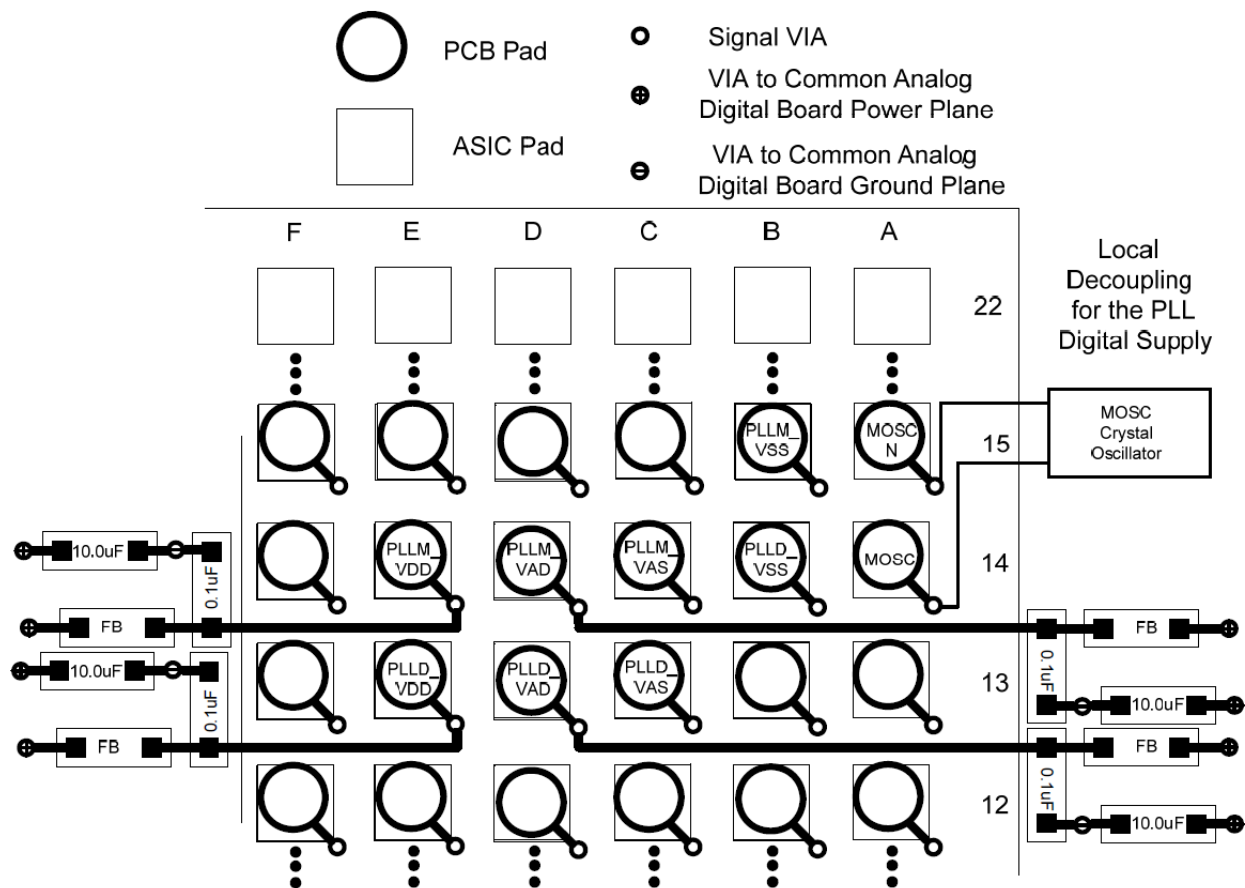 PCB Pad
Signal VIA
VIA to Common Analog
Digital Board Power Plane
ASIC Pad
VIA to Common Analog
Digital Board Ground Plane
F E D C B A
Local
Decoupling
for the PLL
Digital Supply
22
PLLM_
VSS
MOSC
N
15
MOSC
Crystal
Oscillator
10.0uF
0.1uF
FB
PLLM_
VDD
PLLM_
VAD
PLLM_
VAS
PLLD_
VSS
MOSC
14
FB
0.1uF
10.0uF
10.0uF
0.1uF
FB
PLLD_
VDD
PLLD_
VAD
PLLD_
VAS
13
FB
0.1uF
10.0uF
12